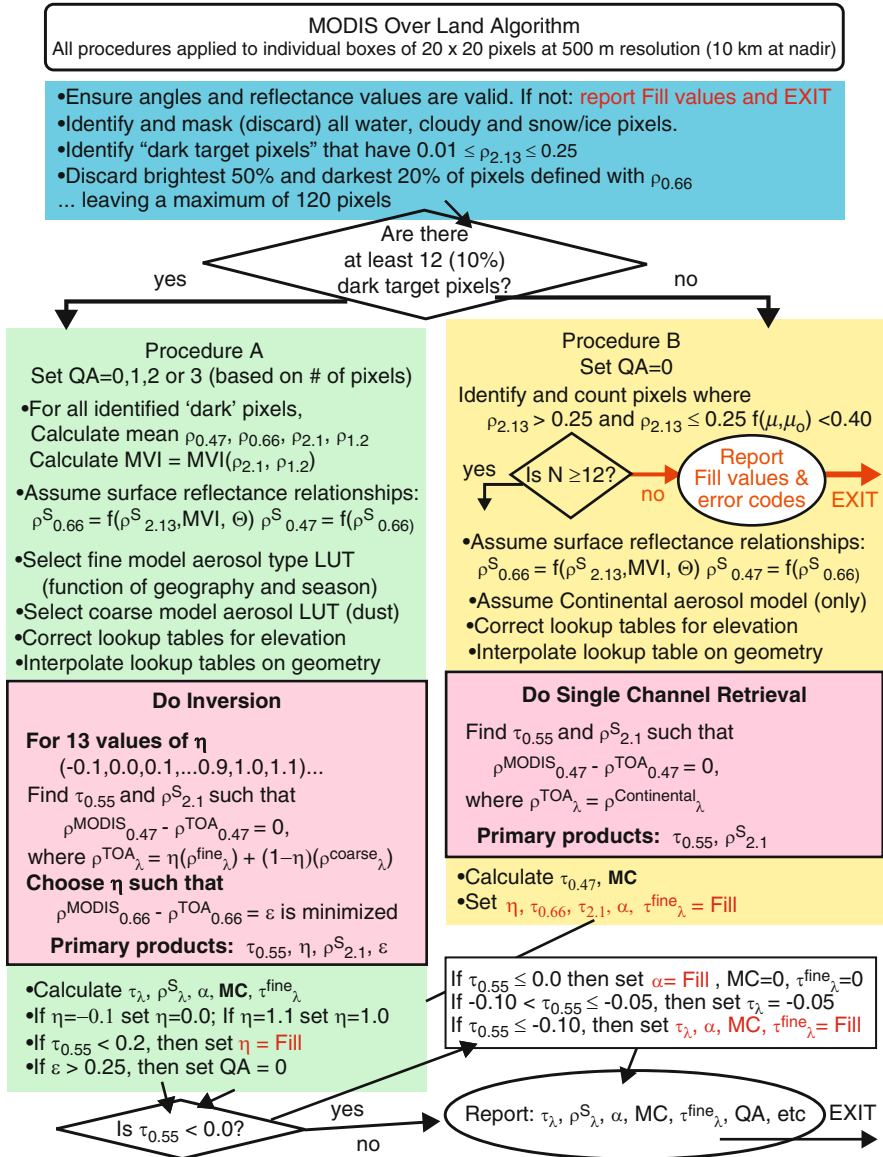 MODIS Over Land Algorithm
All procedures applied to individual boxes of 20 x 20 pixels at 500 m resolution (10 km at nadir)
•Ensure angles and reflectance values are valid. If not: report Fill values and EXIT
•Identify and mask (discard) all water, cloudy and snow/ice pixels.
•Identify “dark target pixels” that have 0.01 ≤ ρ2.13 ≤ 0.25
•Discard brightest 50% and darkest 20% of pixels defined with ρ0.66
... leaving a maximum of 120 pixels
Are there
at least 12 (10%)
dark target pixels?
yes
no
Procedure A
Set QA=0,1,2 or 3 (based on # of pixels)
•For all identified ‘dark’ pixels,
Calculate mean ρ0.47, ρ0.66, ρ2.1, ρ1.2
Calculate MVI = MVI(ρ2.1, ρ1.2)
•Assume surface reflectance relationships:
ρS0.66 = f(ρS2.13,MVI, Θ) ρS0.47 = f(ρS0.66)
•Select fine model aerosol type LUT
(function of geography and season)
•Select coarse model aerosol LUT (dust)
•Correct lookup tables for elevation
•Interpolate lookup tables on geometry
Do Inversion
For 13 values of η
(-0.1,0.0,0.1,...0.9,1.0,1.1)...
Find τ0.55 and ρS2.1 such that
ρMODIS0.47 - ρTOA0.47 = 0,
where ρTOAλ = η(ρfineλ) + (1−η)(ρcoarseλ)
Choose η such that
ρMODIS0.66 - ρTOA0.66 = ε is minimized
Primary products: τ0.55, η, ρS2.1, ε
•Calculate τλ, ρSλ, α, MC, τfineλ
•If η=−0.1 set η=0.0; If η=1.1 set η=1.0
•If τ0.55 < 0.2, then set η = Fill
•If ε > 0.25, then set QA = 0
Is τ0.55 < 0.0?
yes
no
Procedure B
Set QA=0
Identify and count pixels where
ρ2.13 > 0.25 and ρ2.13 ≤ 0.25 f(μ,μo) <0.40
yes
Is N ≥12?
no
Report
Fill values &
error codes
EXIT
•Assume surface reflectance relationships:
ρS0.66 = f(ρS2.13,MVI, Θ) ρS0.47 = f(ρS0.66)
•Assume Continental aerosol model (only)
•Correct lookup tables for elevation
•Interpolate lookup table on geometry
Do Single Channel Retrieval
Find τ0.55 and ρS2.1 such that
ρMODIS0.47 - ρTOA0.47 = 0,
where ρTOAλ = ρContinentalλ
Primary products: τ0.55, ρS2.1
•Calculate τ0.47, MC
•Set η, τ0.66, τ2.1, α, τfineλ = Fill
If τ0.55 ≤ 0.0 then set α= Fill , MC=0, τfineλ=0
If -0.10 < τ0.55 ≤ -0.05, then set τλ = -0.05
If τ0.55 ≤ -0.10, then set τλ, α, MC, τfineλ= Fill
Report: τλ, ρSλ, α, MC, τfineλ, QA, etc
EXIT